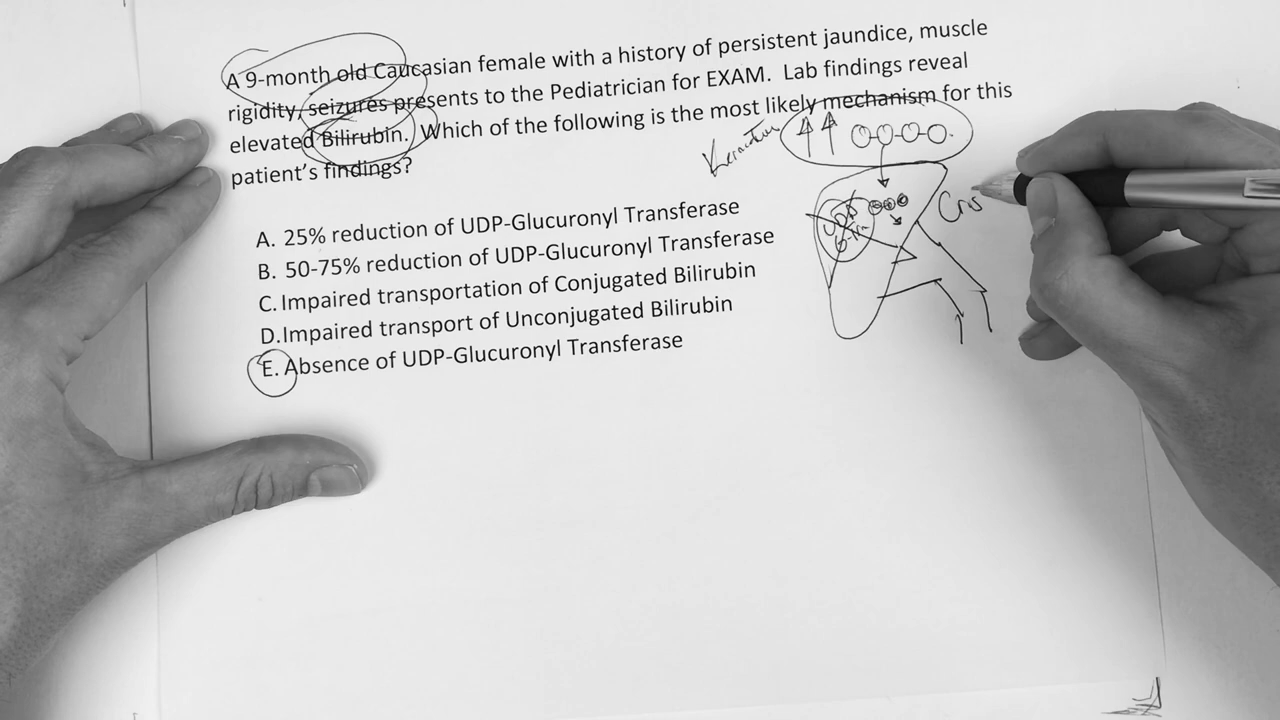 A 9-month old Caucasian female with a history of persistent jaundice, muscle
rigidity, seizures presents to the Pediatrician for EXAM. Lab findings reveal
elevated Bilirubin. Which of the following is the most likely mechanism for this
patient's findings?
A. 25% reduction of UDP-Glucuronyl Transferase
B. 50-75% reduction of UDP-Glucuronyl Transferase
C. Impaired transportation of Conjugated Bilirubin
D. Impaired transport of Unconjugated Bilirubin
E. Absence of UDP-Glucuronyl Transferase
UDP